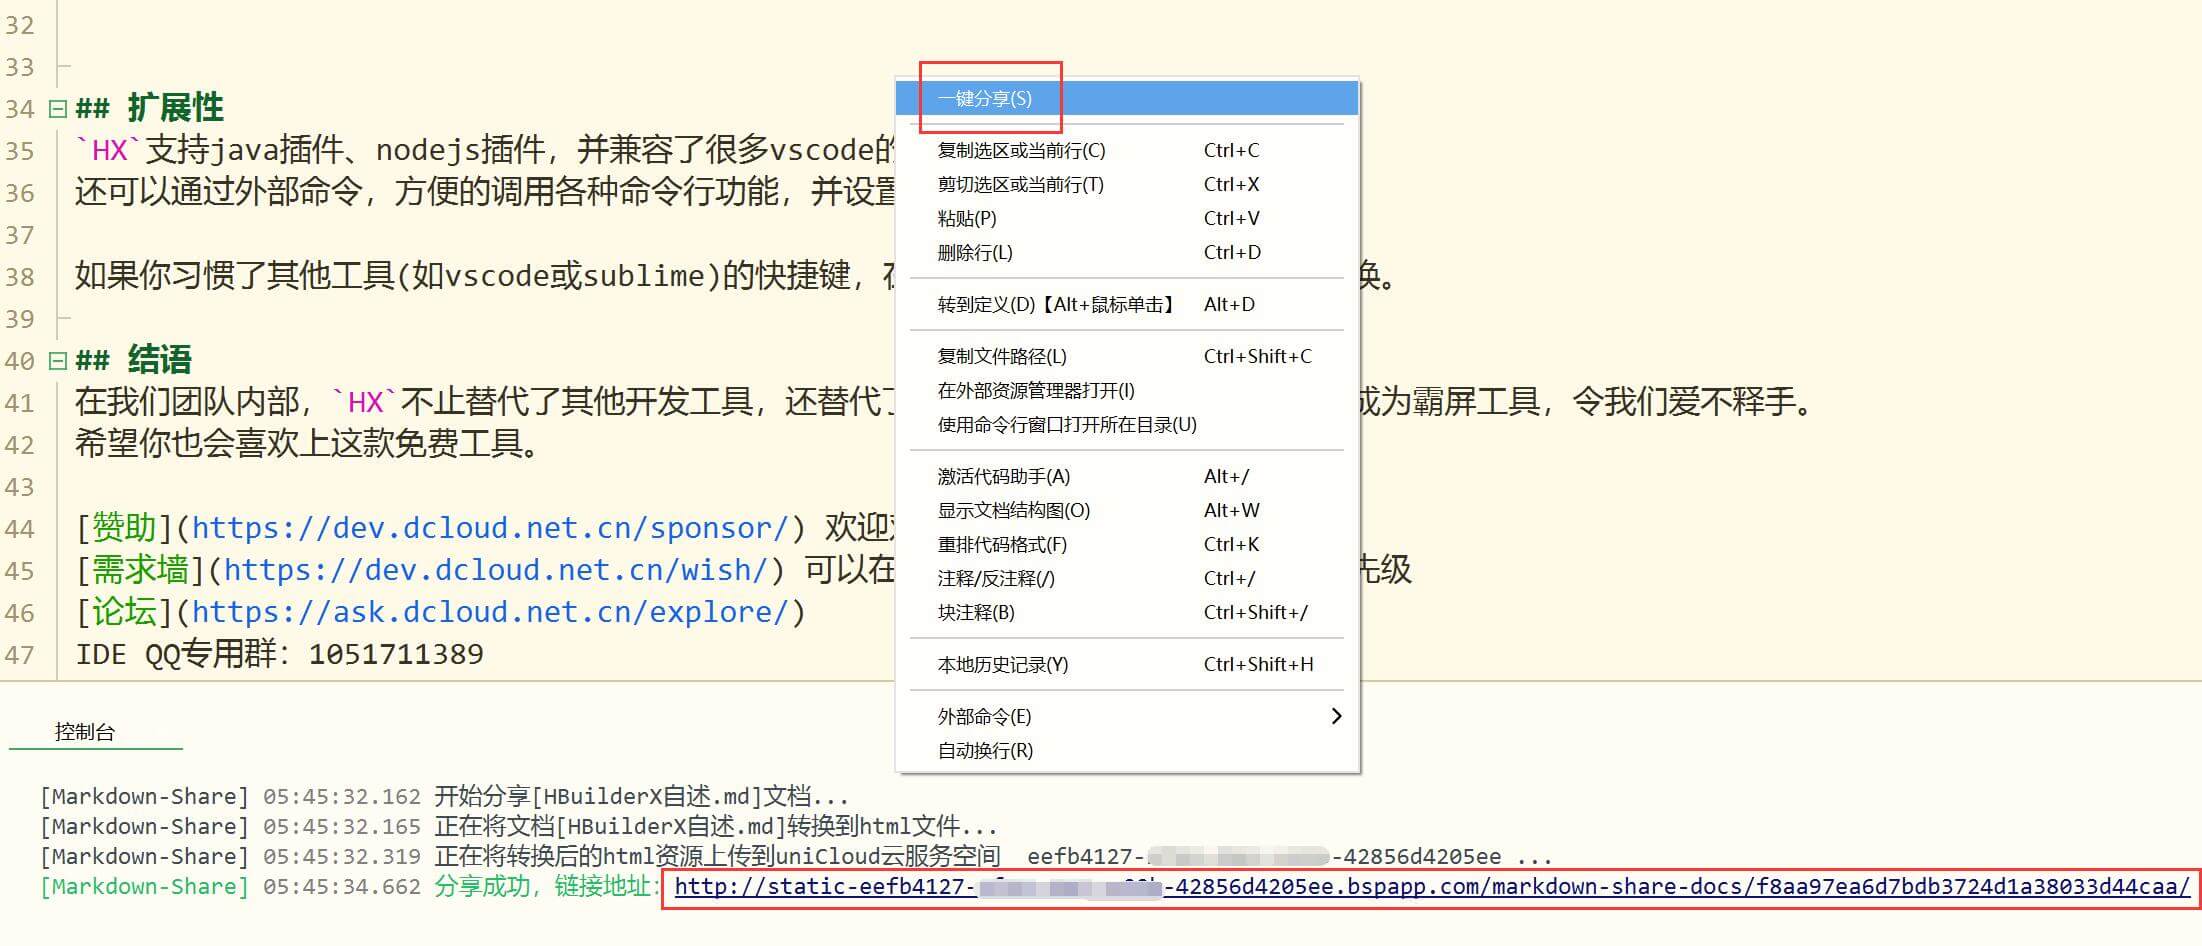 32
33
34 ## 扩展性
35 `HX`支持java插件、nodejs插件，并兼容了很多vscode的
36 还可以通过外部命令，方便的调用各种命令行功能，并设置
37
38 如果你习惯了其他工具(如vscode或sublime)的快捷键，在 换。
39
40 ## 结语
41 在我们团队内部，`HX`不止替代了其他开发工具，还替代了 成为霸屏工具，令我们爱不释手。
42 希望你也会喜欢上这款免费工具。
43
44 [赞助](https://dev.dcloud.net.cn/sponsor/) 欢迎
45 [需求墙](https://dev.dcloud.net.cn/wish/) 可以在 先级
46 [论坛](https://ask.dcloud.net.cn/explore/)
47 IDE QQ专用群：1051711389
一键分享(S)
复制选区或当前行(C) Ctrl+C
剪切选区或当前行(T) Ctrl+X
粘贴(P) Ctrl+V
删除行(L) Ctrl+D
转到定义(D)【Alt+鼠标单击】 Alt+D
复制文件路径(L) Ctrl+Shift+C
在外部资源管理器打开(I)
使用命令行窗口打开所在目录(U)
激活代码助手(A) Alt+/
显示文档结构图(O) Alt+W
重排代码格式(F) Ctrl+K
注释/反注释(/) Ctrl+/
块注释(B) Ctrl+Shift+/
本地历史记录(Y) Ctrl+Shift+H
外部命令(E)
自动换行(R)
控制台
[Markdown-Share] 05:45:32.162 开始分享[HBuilderX自述.md]文档...
[Markdown-Share] 05:45:32.165 正在将文档[HBuilderX自述.md]转换到html文件...
[Markdown-Share] 05:45:32.319 正在将转换后的html资源上传到uniCloud云服务空间 eefb4127- -42856d4205ee ...
[Markdown-Share] 05:45:34.662 分享成功，链接地址：http://static-eefb4127- -42856d4205ee.bspapp.com/markdown-share-docs/f8aa97ea6d7bdb3724d1a38033d44caa/